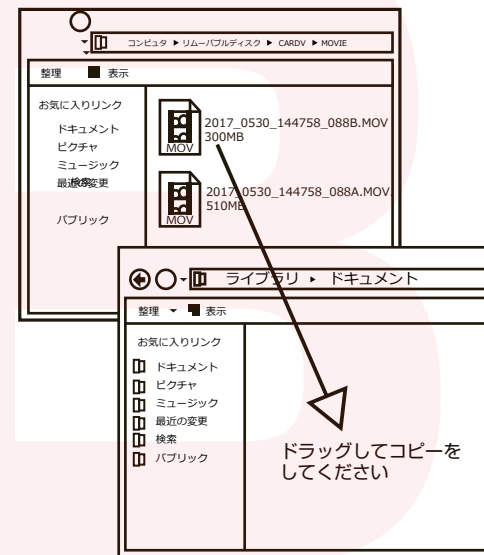 コンピュタ ▶ リムーバブルディスク ▶ CARDV ▶ MOVIE
整理 表示
お気に入りリンク
ドキュメント
ピクチャ
ミュージック
最近の変更
検索
パブリック
MOV
2017_0530_144758_088B.MOV
300MB
MOV
2017_0530_144758_088A.MOV
510MB
ライブラリ ▸ ドキュメント
整理 ▼ 表示
お気に入りリンク
ドキュメント
ピクチャ
ミュージック
最近の変更
検索
パブリック
ドラッグしてコピーを
してください